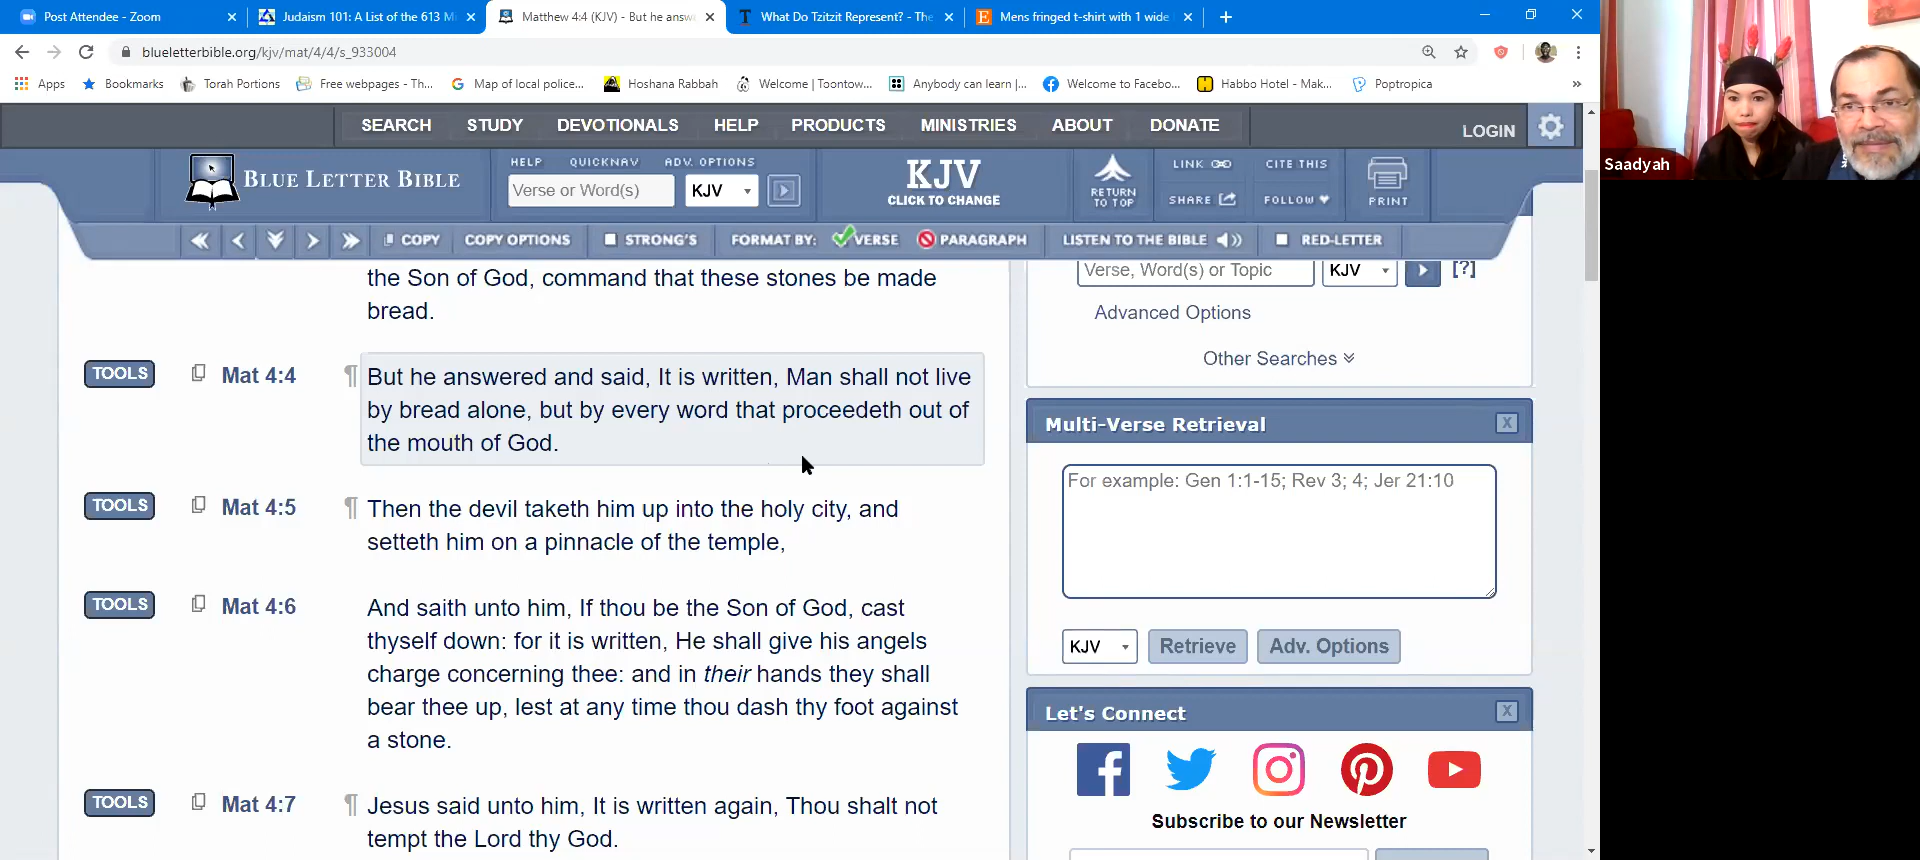 Post Attendee - Zoom
Judaism 101: A List of the 613 Mi
Matthew 4:4 (KJV) - But he answ
What Do Tzitzit Represent? - The
Mens fringed t-shirt with 1 wide
blueletterbible.org/kjv/mat/4/4/s_933004
Apps
Bookmarks
Torah Portions
Free webpages - Th...
Map of local police...
Hoshana Rabbah
Welcome | Toontow...
Anybody can learn |...
Welcome to Facebo...
Habbo Hotel - Mak...
Poptropica
SEARCH
STUDY
DEVOTIONALS
HELP
PRODUCTS
MINISTRIES
ABOUT
DONATE
LOGIN
BLUE LETTER BIBLE
HELP
QUICKNAV
ADV. OPTIONS
Verse or Word(s)
KJV
KJV
CLICK TO CHANGE
RETURN
TO TOP
LINK
CITE THIS
SHARE
FOLLOW
PRINT
COPY
COPY OPTIONS
STRONG'S
FORMAT BY:
VERSE
PARAGRAPH
LISTEN TO THE BIBLE
RED-LETTER
the Son of God, command that these stones be made
bread.
TOOLS
Mat 4:4
¶ But he answered and said, It is written, Man shall not live
by bread alone, but by every word that proceedeth out of
the mouth of God.
TOOLS
Mat 4:5
¶ Then the devil taketh him up into the holy city, and
setteth him on a pinnacle of the temple,
TOOLS
Mat 4:6
And saith unto him, If thou be the Son of God, cast
thyself down: for it is written, He shall give his angels
charge concerning thee: and in their hands they shall
bear thee up, lest at any time thou dash thy foot against
a stone.
TOOLS
Mat 4:7
¶ Jesus said unto him, It is written again, Thou shalt not
tempt the Lord thy God.
Verse, Word(s) or Topic
KJV
[?]
Advanced Options
Other Searches
Multi-Verse Retrieval
X
For example: Gen 1:1-15; Rev 3; 4; Jer 21:10
KJV
Retrieve
Adv. Options
Let's Connect
X
Subscribe to our Newsletter
Saadyah